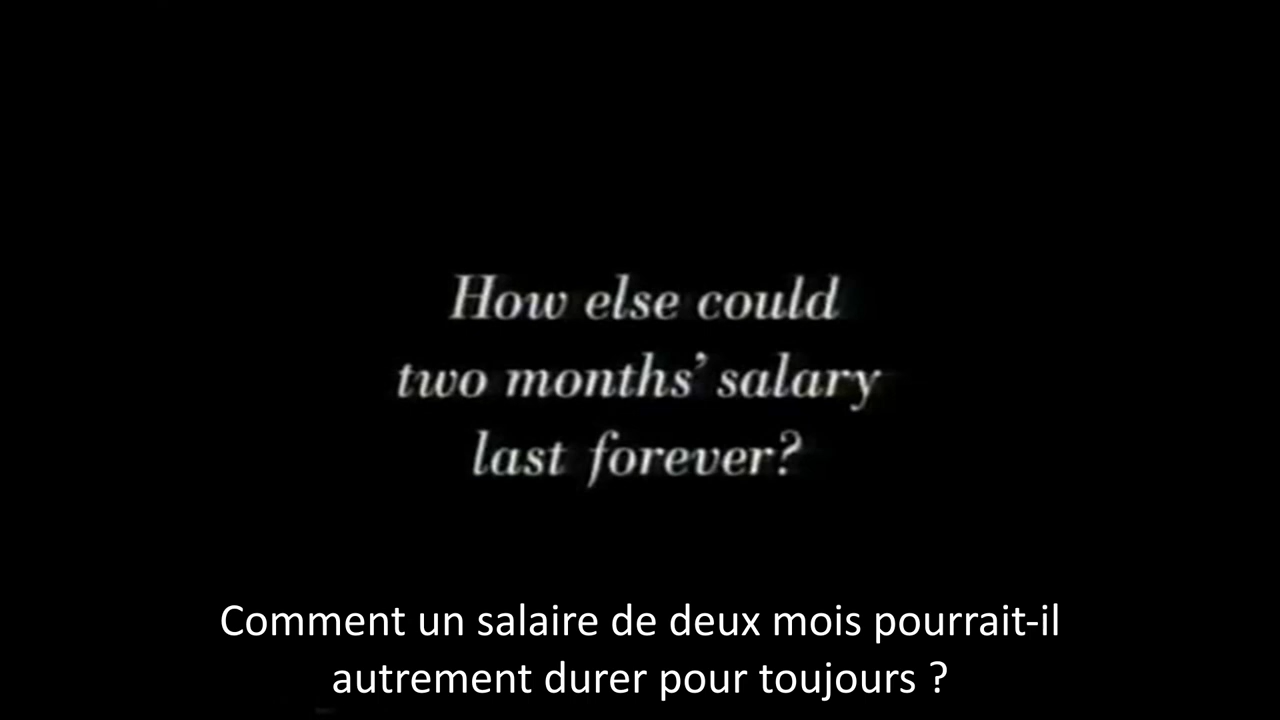 How else could
two months' salary
last forever?
Comment un salaire de deux mois pourrait-il
autrement durer pour toujours ?